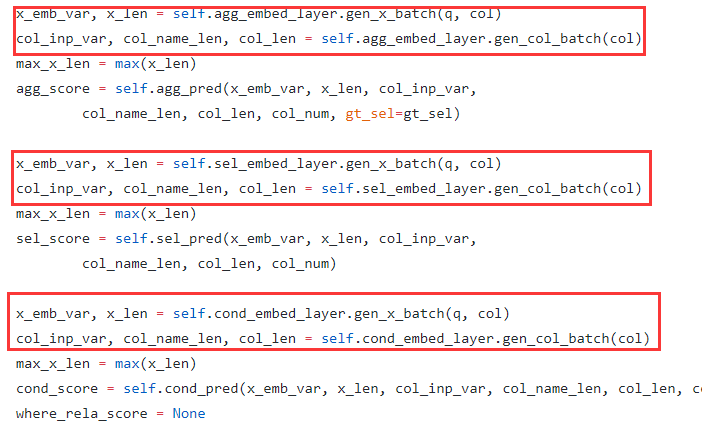 x_emb_var, x_len = self.agg_embed_layer.gen_x_batch(q, col)
col_inp_var, col_name_len, col_len = self.agg_embed_layer.gen_col_batch(col)
max_x_len = max(x_len)
agg_score = self.agg_pred(x_emb_var, x_len, col_inp_var,
col_name_len, col_len, col_num, gt_sel=gt_sel)
x_emb_var, x_len = self.sel_embed_layer.gen_x_batch(q, col)
col_inp_var, col_name_len, col_len = self.sel_embed_layer.gen_col_batch(col)
max_x_len = max(x_len)
sel_score = self.sel_pred(x_emb_var, x_len, col_inp_var,
col_name_len, col_len, col_num)
x_emb_var, x_len = self.cond_embed_layer.gen_x_batch(q, col)
col_inp_var, col_name_len, col_len = self.cond_embed_layer.gen_col_batch(col)
max_x_len = max(x_len)
cond_score = self.cond_pred(x_emb_var, x_len, col_inp_var, col_name_len, col_len,
where_rela_score = None